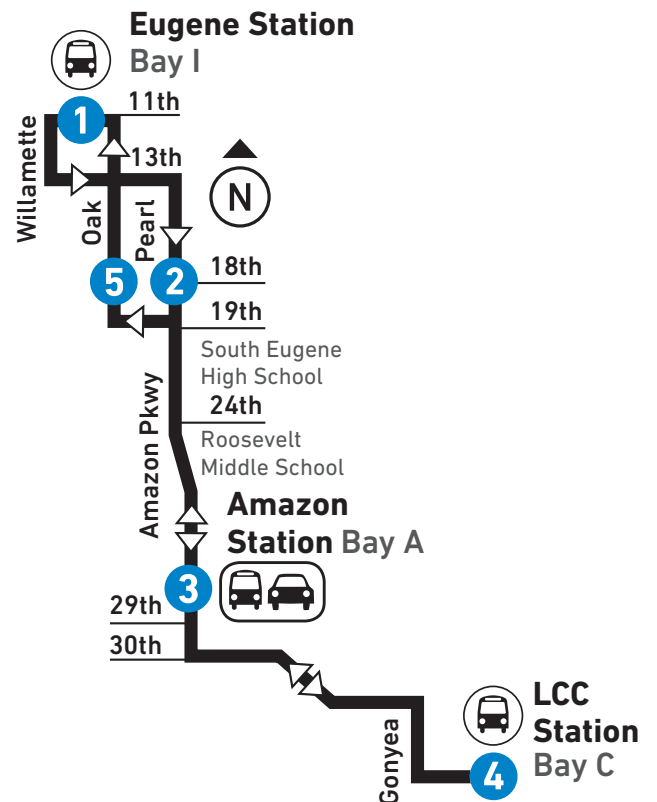 Eugene Station
Bay I
11th
1
Willamette
13th
N
Oak
Pearl
5
2
18th
19th
South Eugene
High School
24th
Amazon Pkwy
Roosevelt
Middle School
Amazon
Station Bay A
3
29th
30th
LCC
Station
Bay C
Gonyea
4